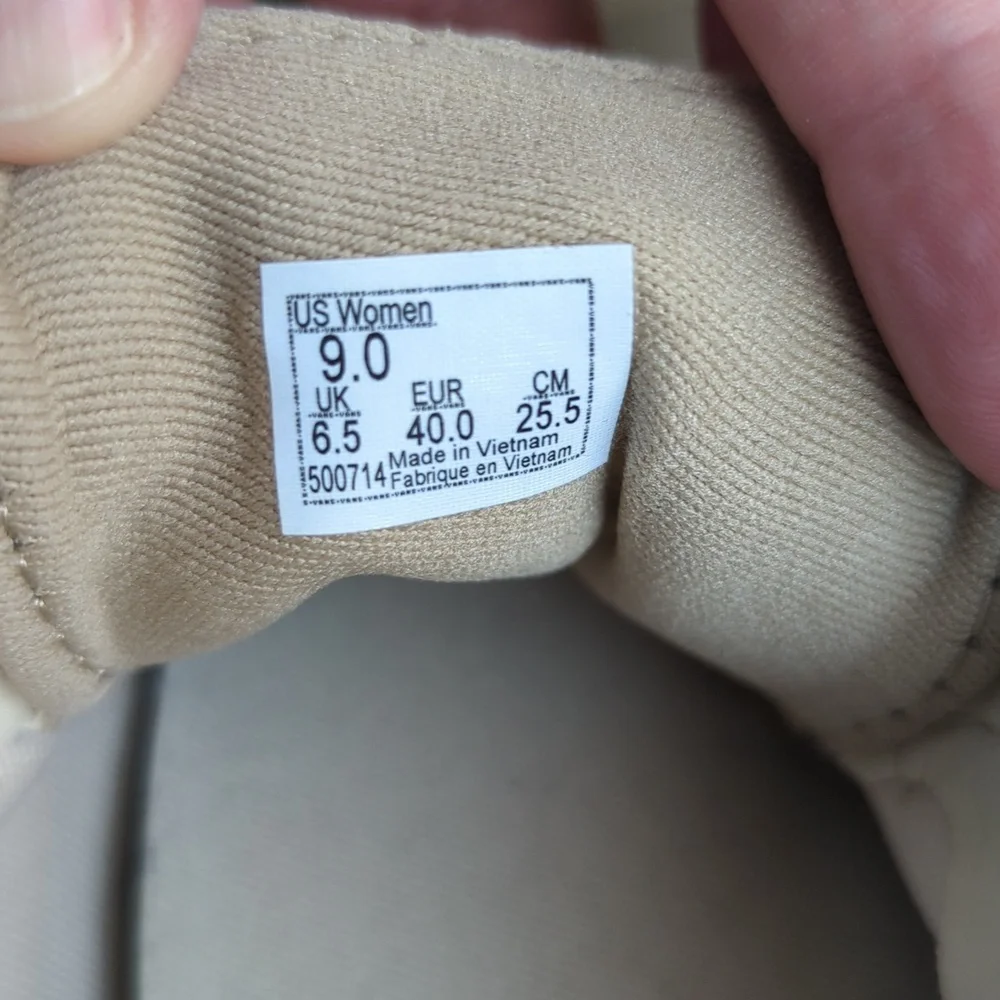 US Women
9.0
UK EUR CM
6.5 40.0 25.5
Made in Vietnam
500714 Fabrique en Vietnam